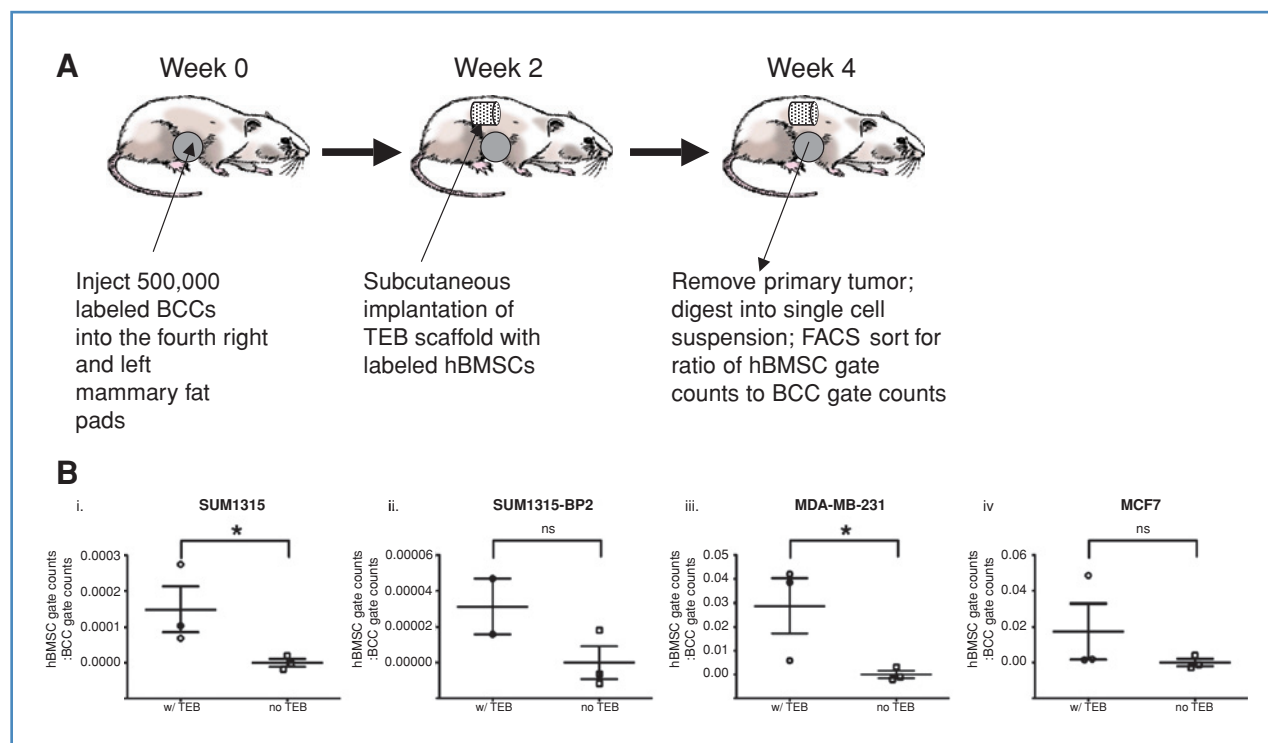 A
Week 0
Week 2
Week 4
Inject 500,000
labeled BCCs
into the fourth right
and left
mammary fat
pads
Subcutaneous
implantation of
TEB scaffold with
labeled hBMSCs
Remove primary tumor;
digest into single cell
suspension; FACS sort for
ratio of hBMSC gate
counts to BCC gate counts
B
i.
SUM1315
*
hBMSC gate counts
:BCC gate counts
0.0003
0.0002
0.0001
0.0000
w/ TEB
no TEB
ii.
SUM1315-BP2
ns
hBMSC gate counts
:BCC gate counts
0.00006
0.00004
0.00002
0.00000
w/ TEB
no TEB
iii.
MDA-MB-231
*
hBMSC gate counts
:BCC gate counts
0.05
0.04
0.03
0.02
0.01
0.00
w/ TEB
no TEB
iv
MCF7
ns
hBMSC gate counts
:BCC gate counts
0.06
0.04
0.02
0.00
w/ TEB
no TEB